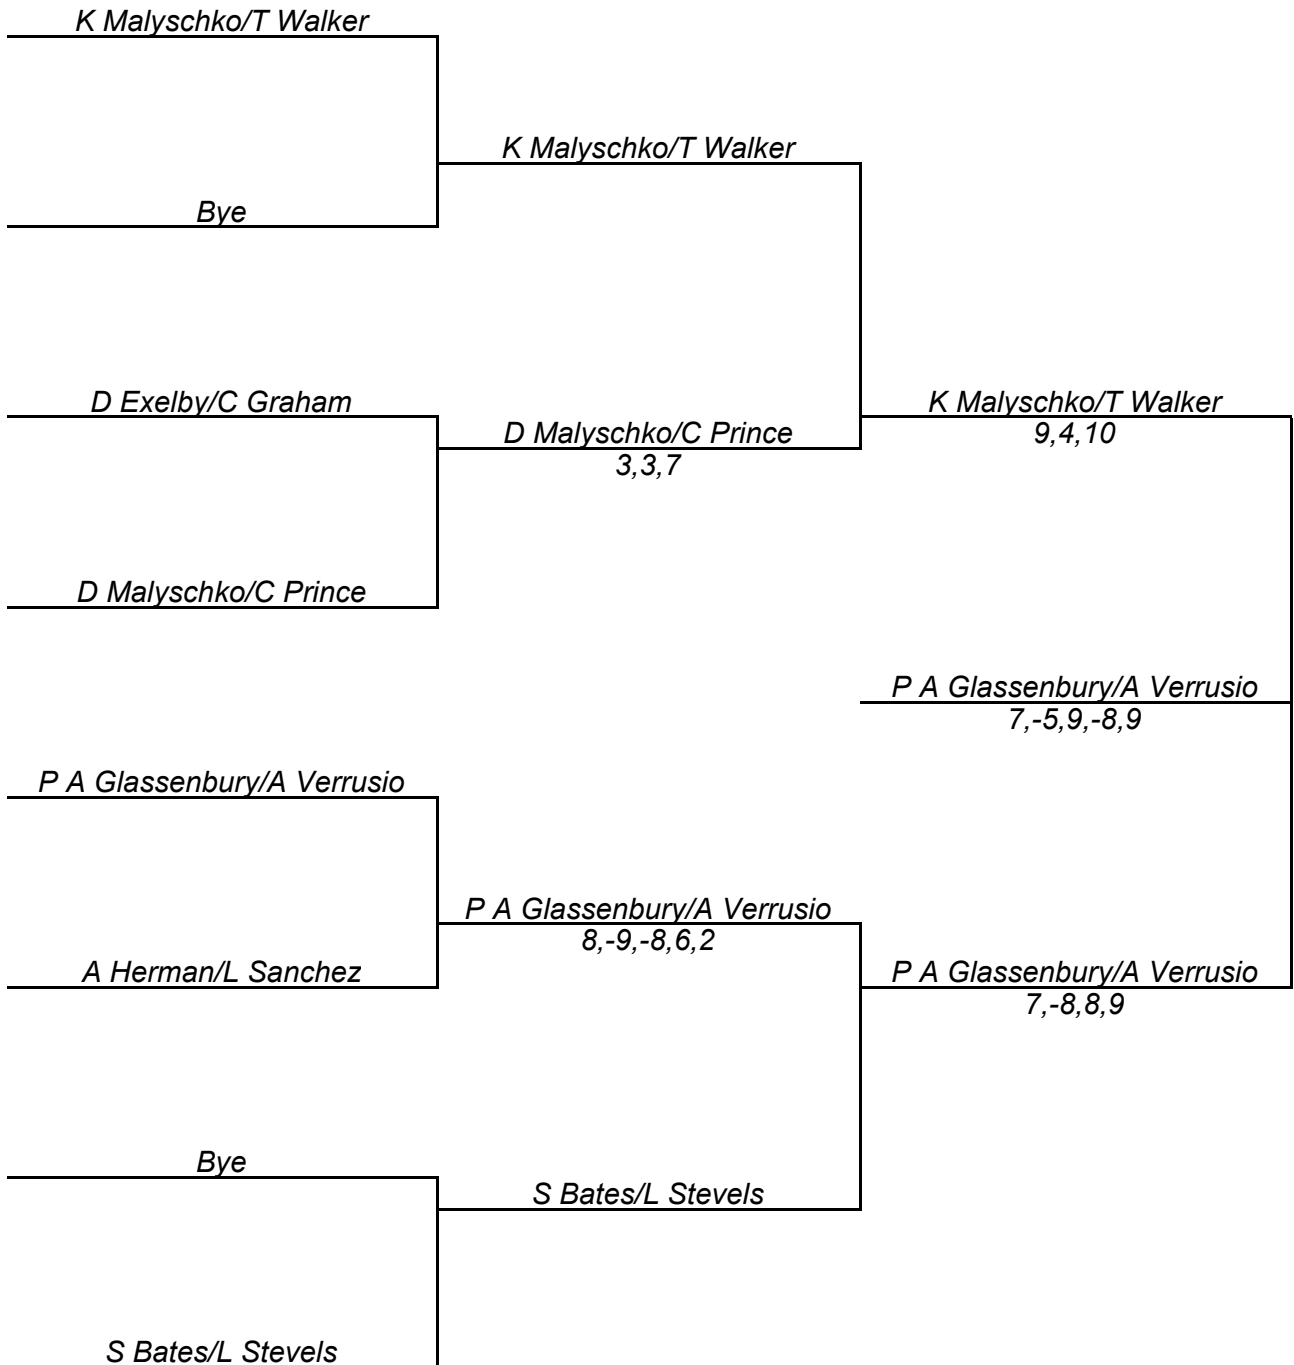 K Malyschko/T Walker
K Malyschko/T Walker
Bye
D Exelby/C Graham
K Malyschko/T Walker
D Malyschko/C Prince
9,4,10
3,3,7
D Malyschko/C Prince
P A Glassenbury/A Verrusio
7,-5,9,-8,9
P A Glassenbury/A Verrusio
P A Glassenbury/A Verrusio
8,-9,-8,6,2
A Herman/L Sanchez
P A Glassenbury/A Verrusio
7,-8,8,9
Bye
S Bates/L Stevels
S Bates/L Stevels